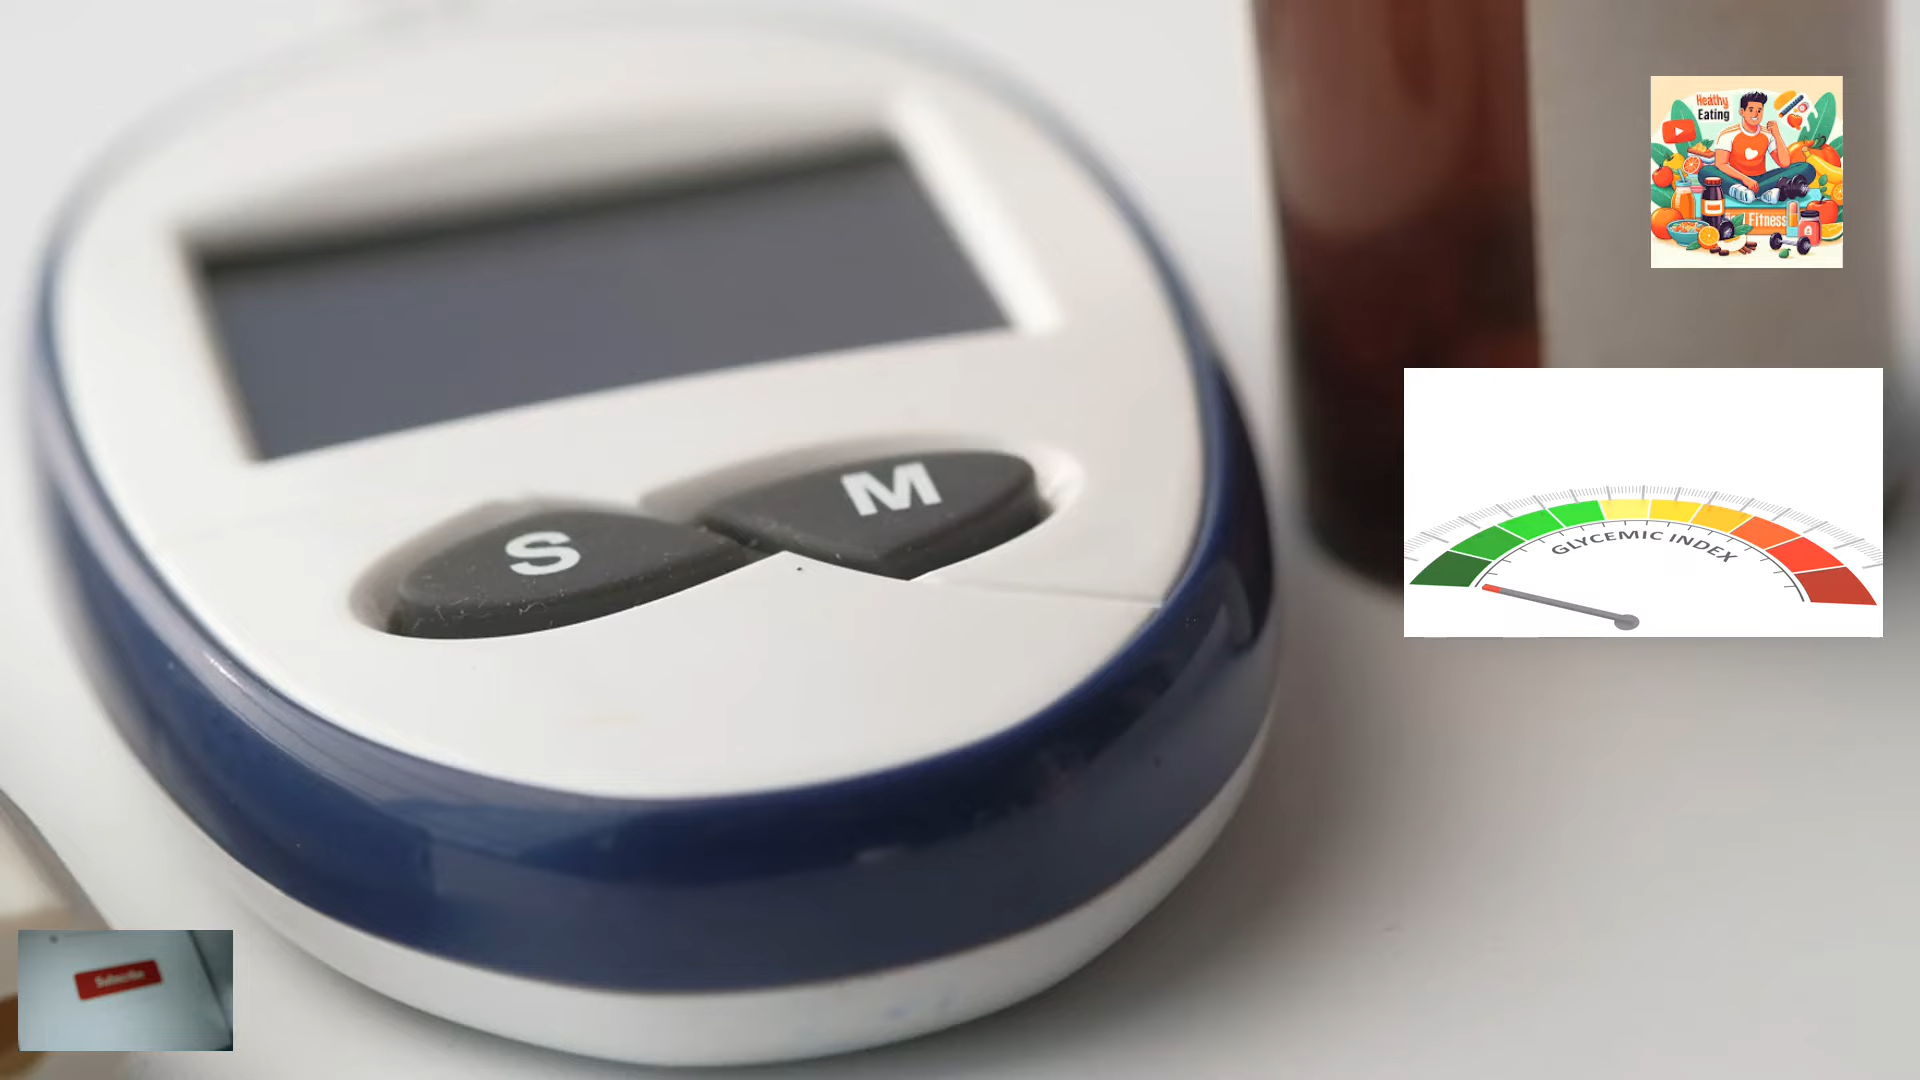 Healthy
Eating
Fitness
GLYCEMIC INDEX
S
M
Subscribe